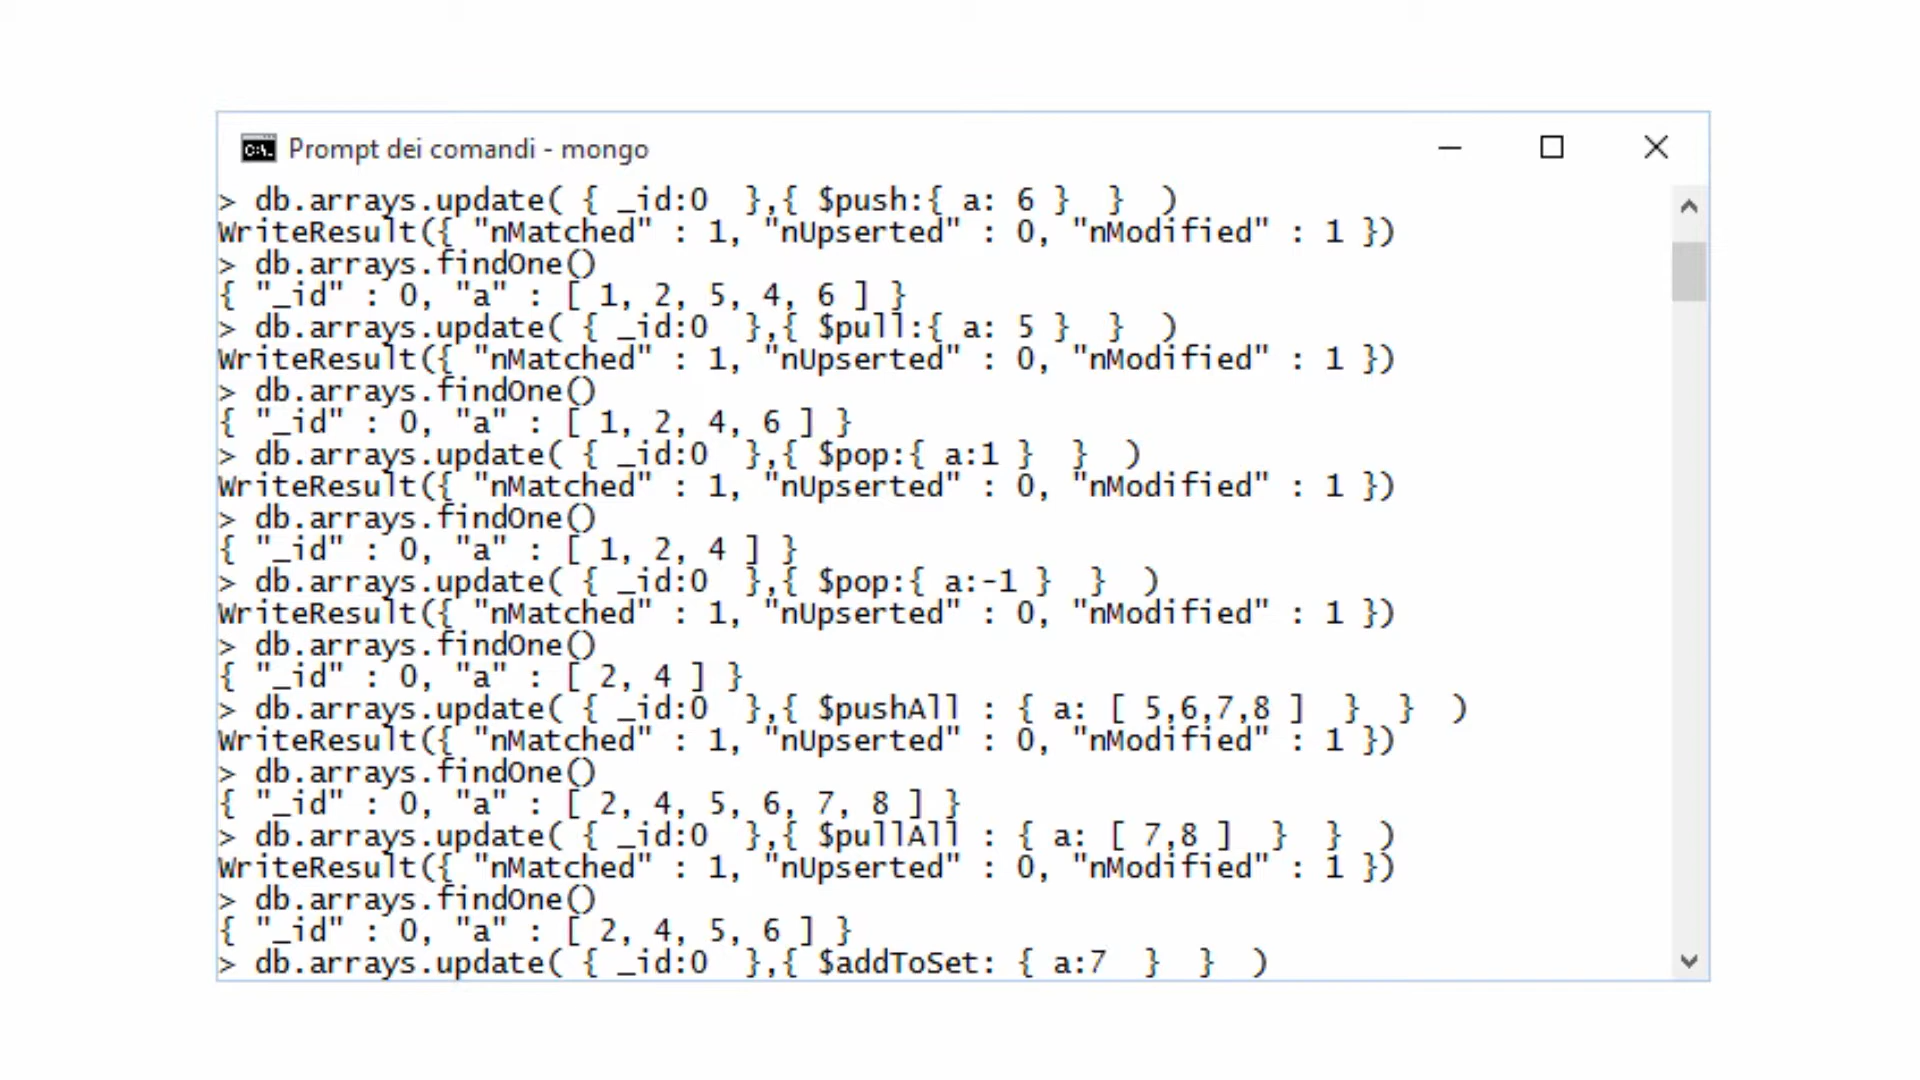 Prompt dei comandi - mongo
> db.arrays.update( { _id:0  },{ $push:{ a: 6 }  }  )
WriteResult({ "nMatched" : 1, "nUpserted" : 0, "nModified" : 1 })
> db.arrays.findOne()
{ "_id" : 0, "a" : [ 1, 2, 5, 4, 6 ] }
> db.arrays.update( { _id:0  },{ $pull:{ a: 5 }  }  )
WriteResult({ "nMatched" : 1, "nUpserted" : 0, "nModified" : 1 })
> db.arrays.findOne()
{ "_id" : 0, "a" : [ 1, 2, 4, 6 ] }
> db.arrays.update( { _id:0  },{ $pop:{ a:1 }  }  )
WriteResult({ "nMatched" : 1, "nUpserted" : 0, "nModified" : 1 })
> db.arrays.findOne()
{ "_id" : 0, "a" : [ 1, 2, 4 ] }
> db.arrays.update( { _id:0  },{ $pop:{ a:-1 }  }  )
WriteResult({ "nMatched" : 1, "nUpserted" : 0, "nModified" : 1 })
> db.arrays.findOne()
{ "_id" : 0, "a" : [ 2, 4 ] }
> db.arrays.update( { _id:0  },{ $pushAll : { a: [ 5,6,7,8 ]  }  }  )
WriteResult({ "nMatched" : 1, "nUpserted" : 0, "nModified" : 1 })
> db.arrays.findOne()
{ "_id" : 0, "a" : [ 2, 4, 5, 6, 7, 8 ] }
> db.arrays.update( { _id:0  },{ $pullAll : { a: [ 7,8 ]  }  }  )
WriteResult({ "nMatched" : 1, "nUpserted" : 0, "nModified" : 1 })
> db.arrays.findOne()
{ "_id" : 0, "a" : [ 2, 4, 5, 6 ] }
> db.arrays.update( { _id:0  },{ $addToSet: { a:7  }  }  )